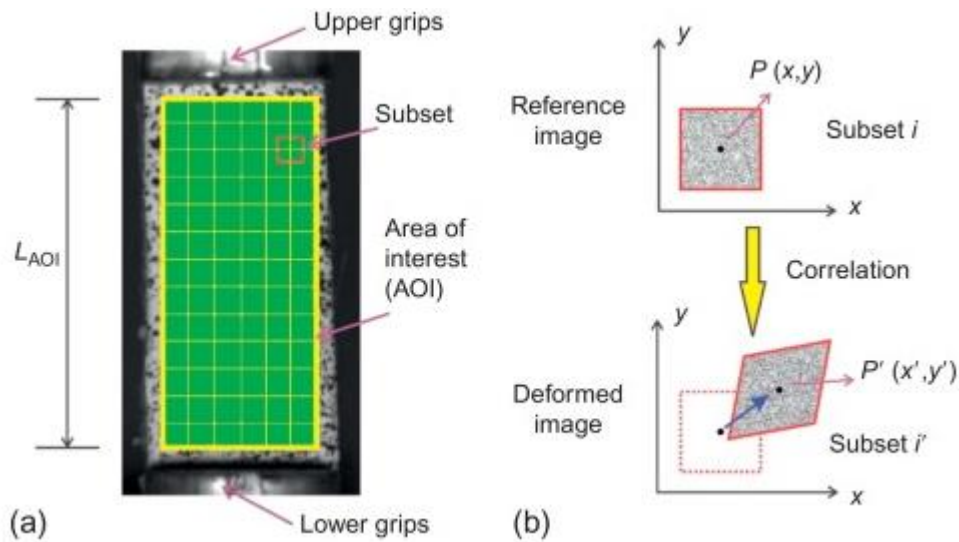 Upper grips
Subset
Area of
interest
(AOI)
L_AOI
Lower grips
(a)
y
P (x,y)
Reference
image
Subset i
x
Correlation
y
P' (x',y')
Deformed
image
Subset i'
x
(b)